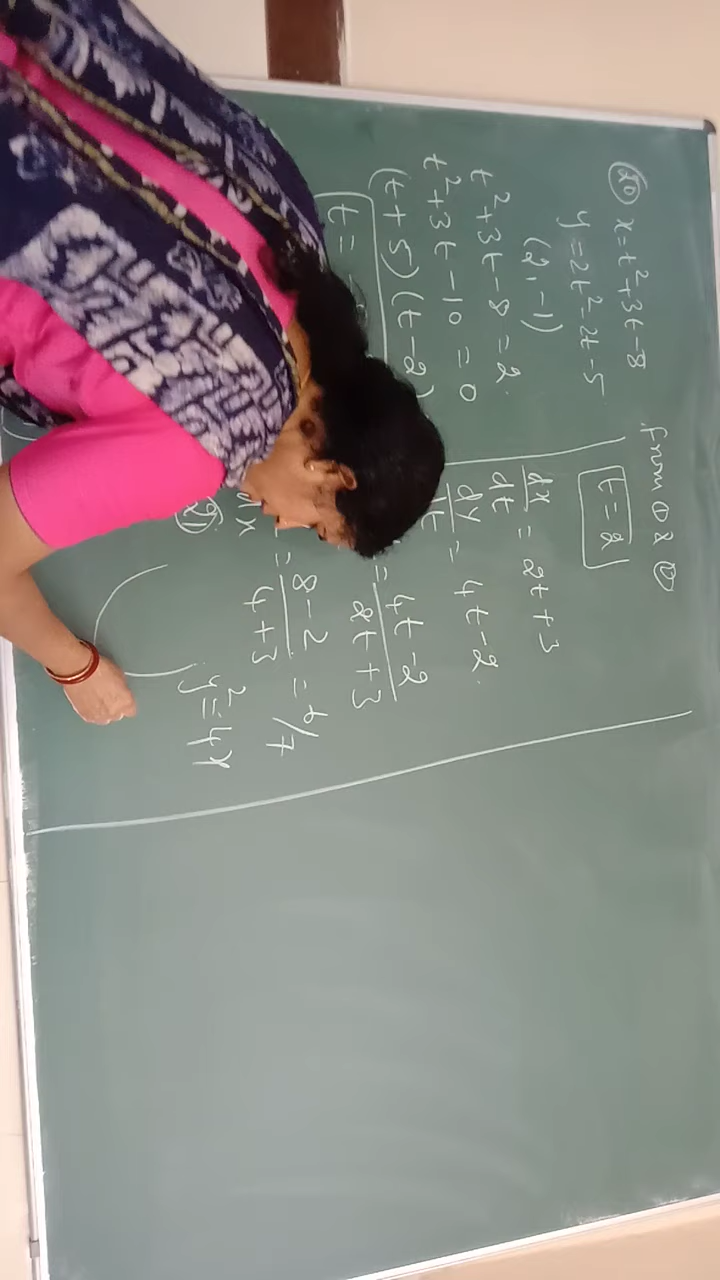 (20) x = t²+3t-8
y = 2t²-2t-5
(2, -1)
t²+3t-8 = 2.
t²+3t-10 = 0
(t+5)(t-2)
t =
from ① & ②
t = 2
dx/dt = 2t+3
dy/dt = 4t-2.
= 4t-2/2t+3
= 8-2/4+3 = 6/7
(21)
y² = 4x